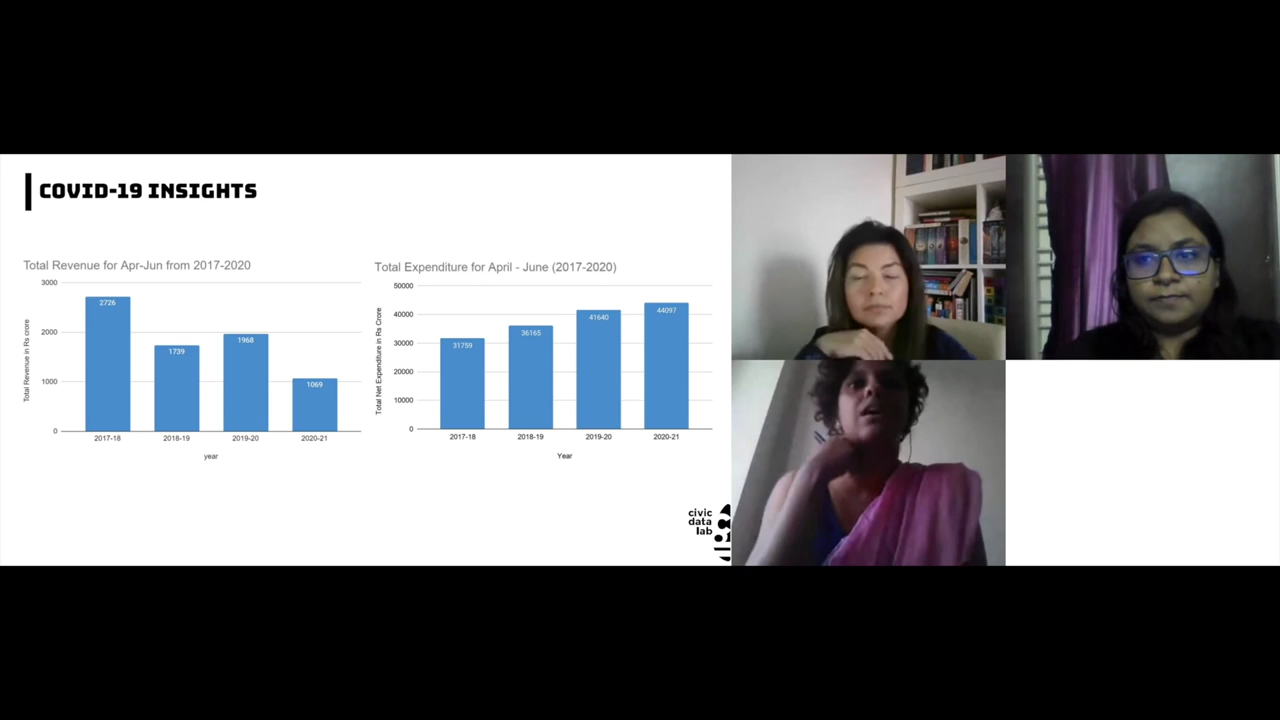 COVID-19 INSIGHTS
Total Revenue for Apr-Jun from 2017-2020
Total Revenue in Rs crore
3000
2000
1000
0
2726
1739
1968
1069
2017-18
2018-19
2019-20
2020-21
year
Total Expenditure for April - June (2017-2020)
Total Net Expenditure in Rs Crore
50000
40000
30000
20000
10000
0
31759
36165
41640
44097
2017-18
2018-19
2019-20
2020-21
Year
civic
data
lab